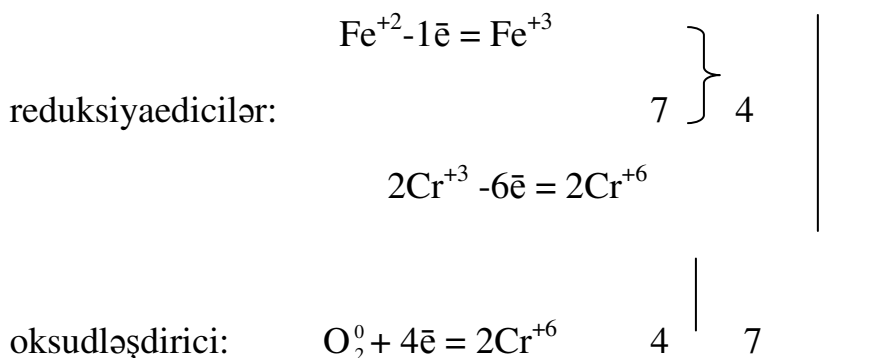 Fe⁺²-1ē = Fe⁺³
reduksiyaedicilər: 7 } 4
2Cr⁺³ -6ē = 2Cr⁺⁶
oksudləşdirici: O₂⁰ + 4ē = 2Cr⁺⁶ 4 | 7